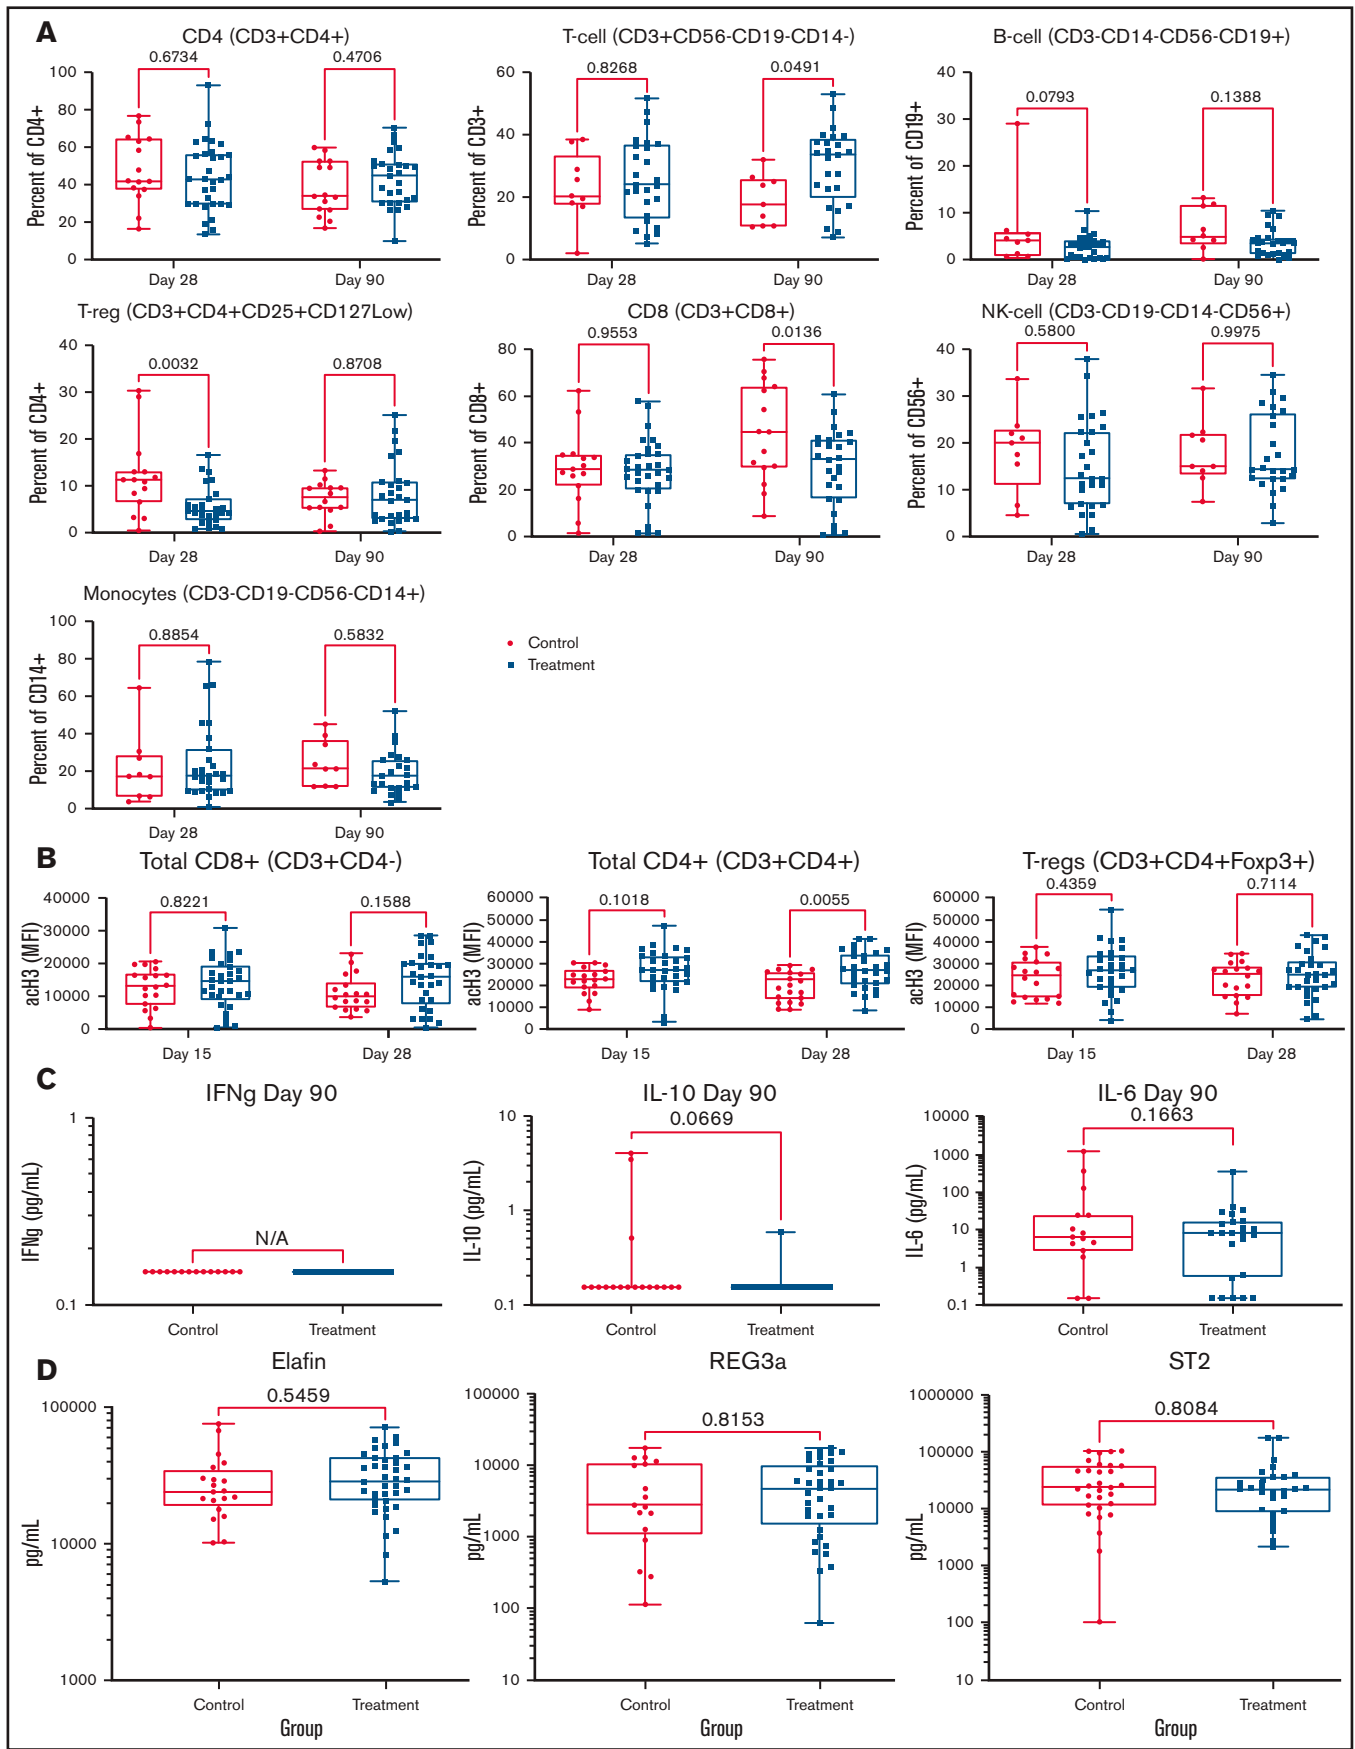 A
CD4 (CD3+CD4+)
0.6734
0.4706
Percent of CD4+
100
80
60
40
20
0
Day 28
Day 90
T-cell (CD3+CD56-CD19-CD14-)
0.8268
0.0491
Percent of CD3+
60
40
20
0
Day 28
Day 90
B-cell (CD3-CD14-CD56-CD19+)
0.0793
0.1388
Percent of CD19+
40
30
20
10
0
Day 28
Day 90
T-reg (CD3+CD4+CD25+CD127Low)
0.0032
0.8708
Percent of CD4+
40
30
20
10
0
Day 28
Day 90
CD8 (CD3+CD8+)
0.9553
0.0136
Percent of CD8+
80
60
40
20
0
Day 28
Day 90
NK-cell (CD3-CD19-CD14-CD56+)
0.5800
0.9975
Percent of CD56+
40
30
20
10
0
Day 28
Day 90
Monocytes (CD3-CD19-CD56-CD14+)
0.8854
0.5832
Percent of CD14+
100
80
60
40
20
0
Day 28
Day 90
Control
Treatment
B
Total CD8+ (CD3+CD4-)
0.8221
0.1588
acH3 (MFI)
40000
30000
20000
10000
0
Day 15
Day 28
Total CD4+ (CD3+CD4+)
0.1018
0.0055
acH3 (MFI)
60000
50000
40000
30000
20000
10000
0
Day 15
Day 28
T-regs (CD3+CD4+Foxp3+)
0.4359
0.7114
acH3 (MFI)
60000
50000
40000
30000
20000
10000
0
Day 15
Day 28
C
IFNg Day 90
N/A
IFNg (pg/mL)
1
0.1
Control
Treatment
IL-10 Day 90
0.0669
IL-10 (pg/mL)
10
1
0.1
Control
Treatment
IL-6 Day 90
0.1663
IL-6 (pg/mL)
10000
1000
100
10
1
0.1
Control
Treatment
D
Elafin
0.5459
pg/mL
100000
10000
1000
Control
Treatment
Group
REG3a
0.8153
pg/mL
100000
10000
1000
100
10
Control
Treatment
ST2
0.8084
pg/mL
1000000
100000
10000
1000
100
10
Control
Treatment
Group